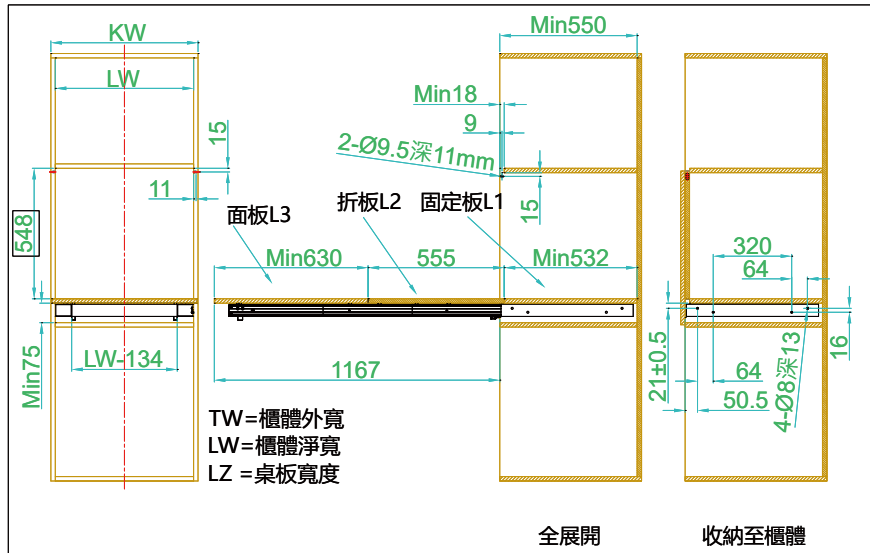 KW
LW
15
11
548
Min75
LW-134
Min550
Min18
9
2-Ø9.5深11mm
15
面板L3
折板L2
固定板L1
Min630
555
Min532
1167
320
64
21±0.5
64
50.5
4-Ø8深13
16
TW=櫃體外寬
LW=櫃體淨寬
LZ =桌板寬度
全展開
收納至櫃體